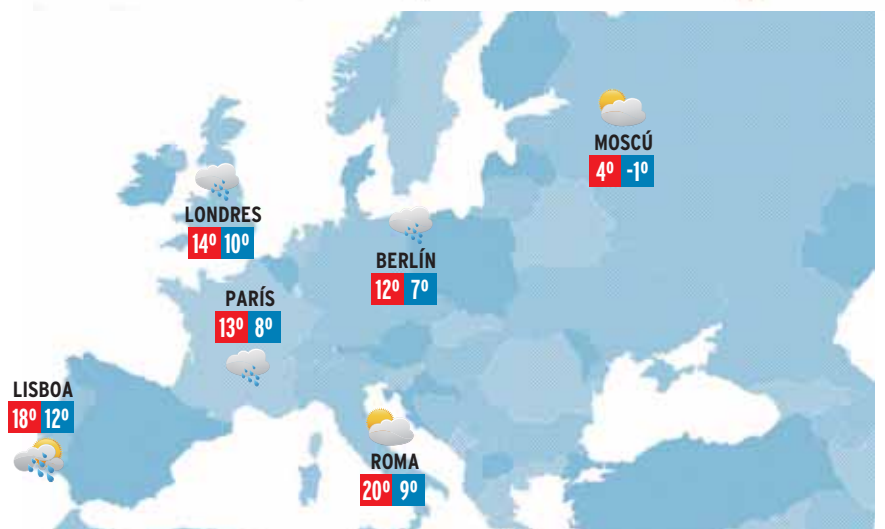 MOSCÚ
4º -1º
LONDRES
14º 10º
BERLÍN
12º 7º
PARÍS
13º 8º
LISBOA
18º 12º
ROMA
20º 9º